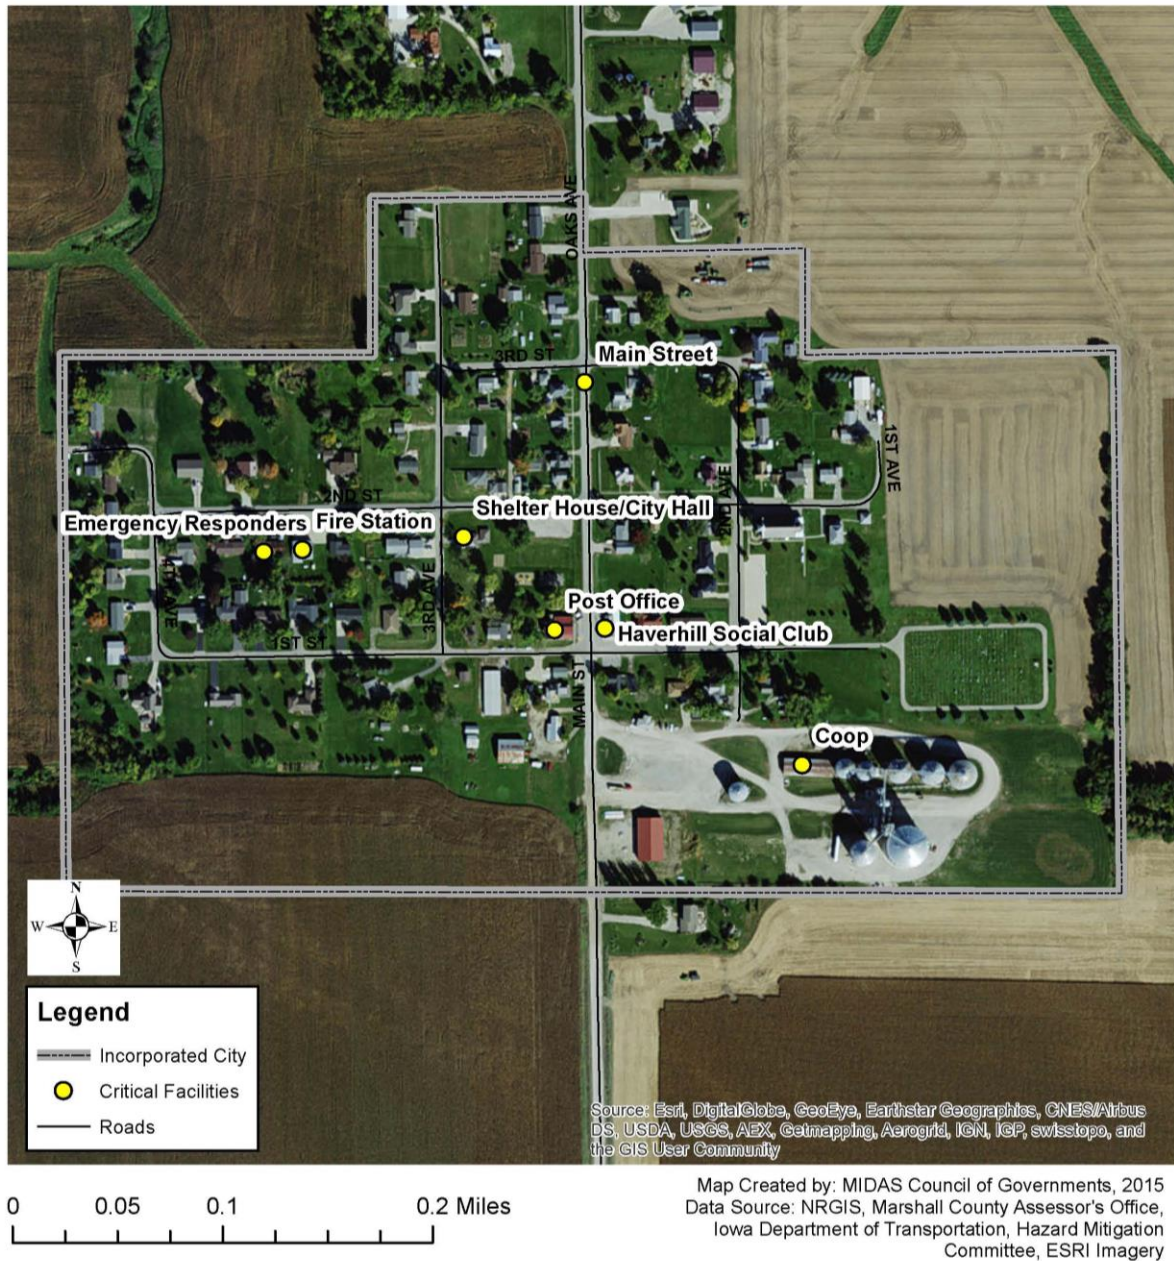 OAKS AVE
3RD ST
Main Street
1ST AVE
2ND ST
2ND AVE
Shelter House/City Hall
Emergency Responders
Fire Station
4TH AVE
3RD AVE
Post Office
Haverhill Social Club
1ST ST
MAIN ST
Coop
N
W E
S
Legend
Incorporated City
Critical Facilities
Roads
Source: Esri, DigitalGlobe, GeoEye, Earthstar Geographics, CNES/Airbus
DS, USDA, USGS, AEX, Getmapping, Aerogrid, IGN, IGP, swisstopo, and
the GIS User Community
0 0.05 0.1 0.2 Miles
Map Created by: MIDAS Council of Governments, 2015
Data Source: NRGIS, Marshall County Assessor's Office,
Iowa Department of Transportation, Hazard Mitigation
Committee, ESRI Imagery